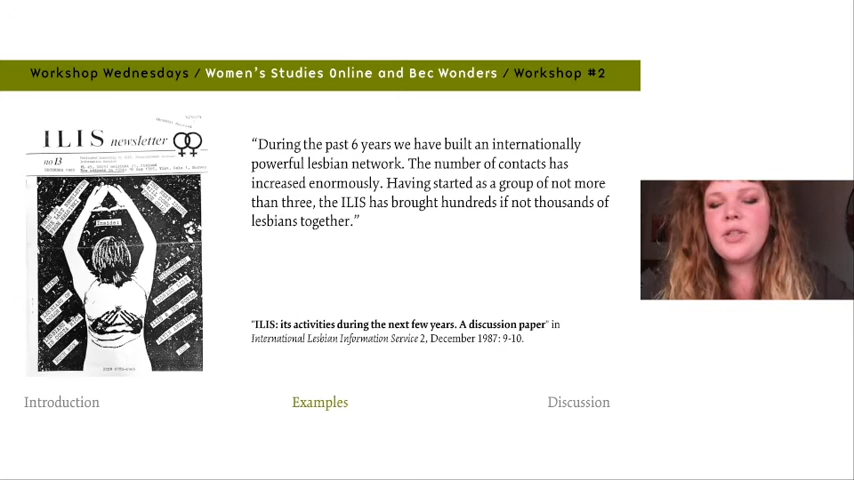 Workshop Wednesdays / Women's Studies Online and Bec Wonders / Workshop #2
ILIS newsletter
no 13
"During the past 6 years we have built an internationally
powerful lesbian network. The number of contacts has
increased enormously. Having started as a group of not more
than three, the ILIS has brought hundreds if not thousands of
lesbians together."
"ILIS: its activities during the next few years. A discussion paper" in
International Lesbian Information Service 2, December 1987: 9-10.
Introduction
Examples
Discussion